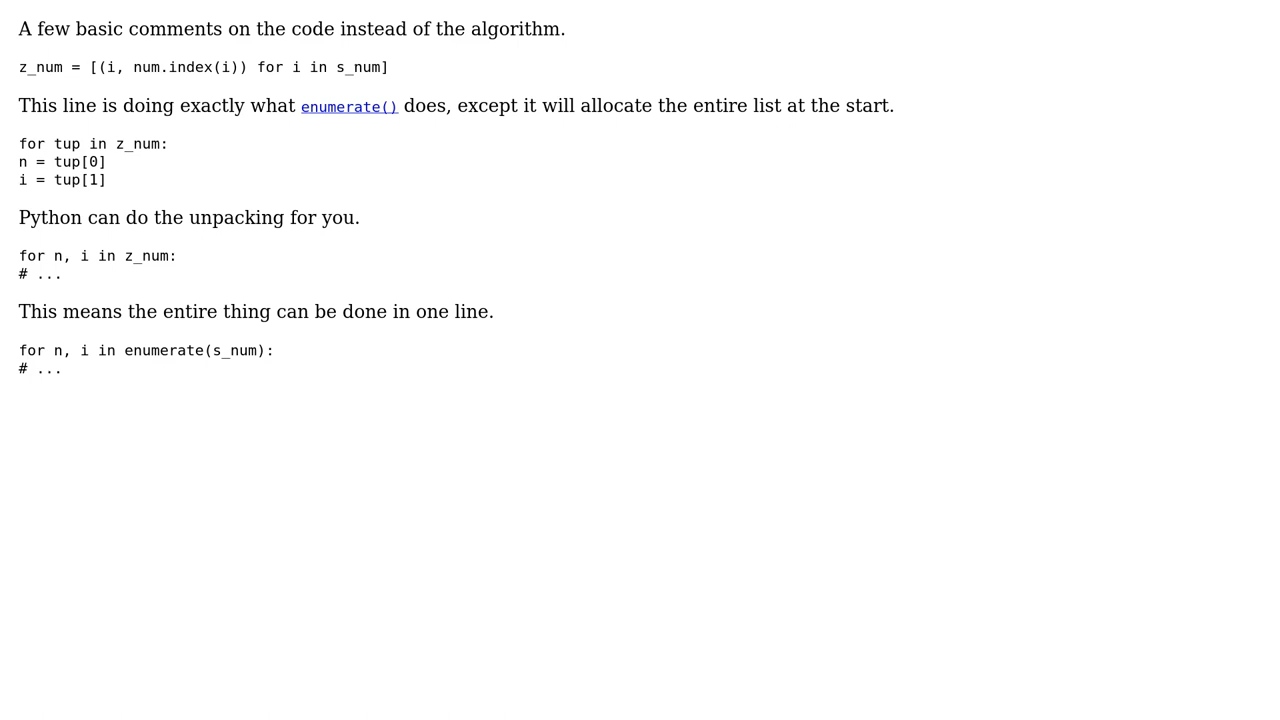 A few basic comments on the code instead of the algorithm.
z_num = [(i, num.index(i)) for i in s_num]
This line is doing exactly what enumerate() does, except it will allocate the entire list at the start.
for tup in z_num:
n = tup[0]
i = tup[1]
Python can do the unpacking for you.
for n, i in z_num:
# ...
This means the entire thing can be done in one line.
for n, i in enumerate(s_num):
# ...